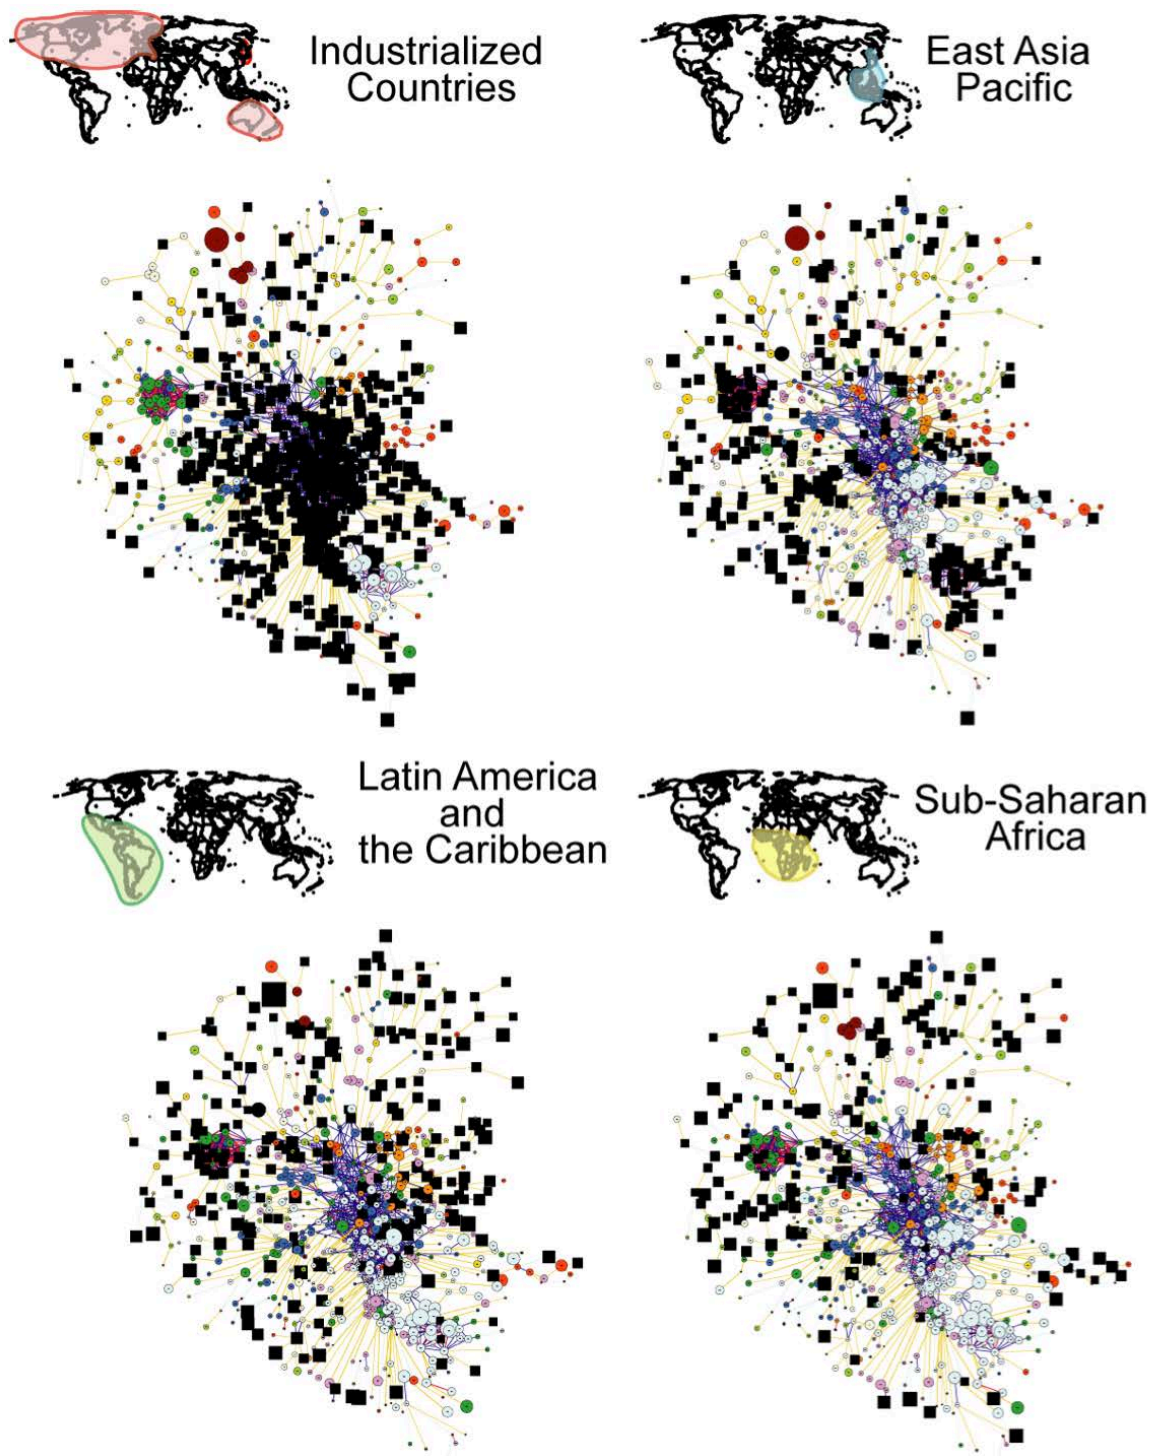 Industrialized
Countries
East Asia
Pacific
Latin America
and
the Caribbean
Sub-Saharan
Africa